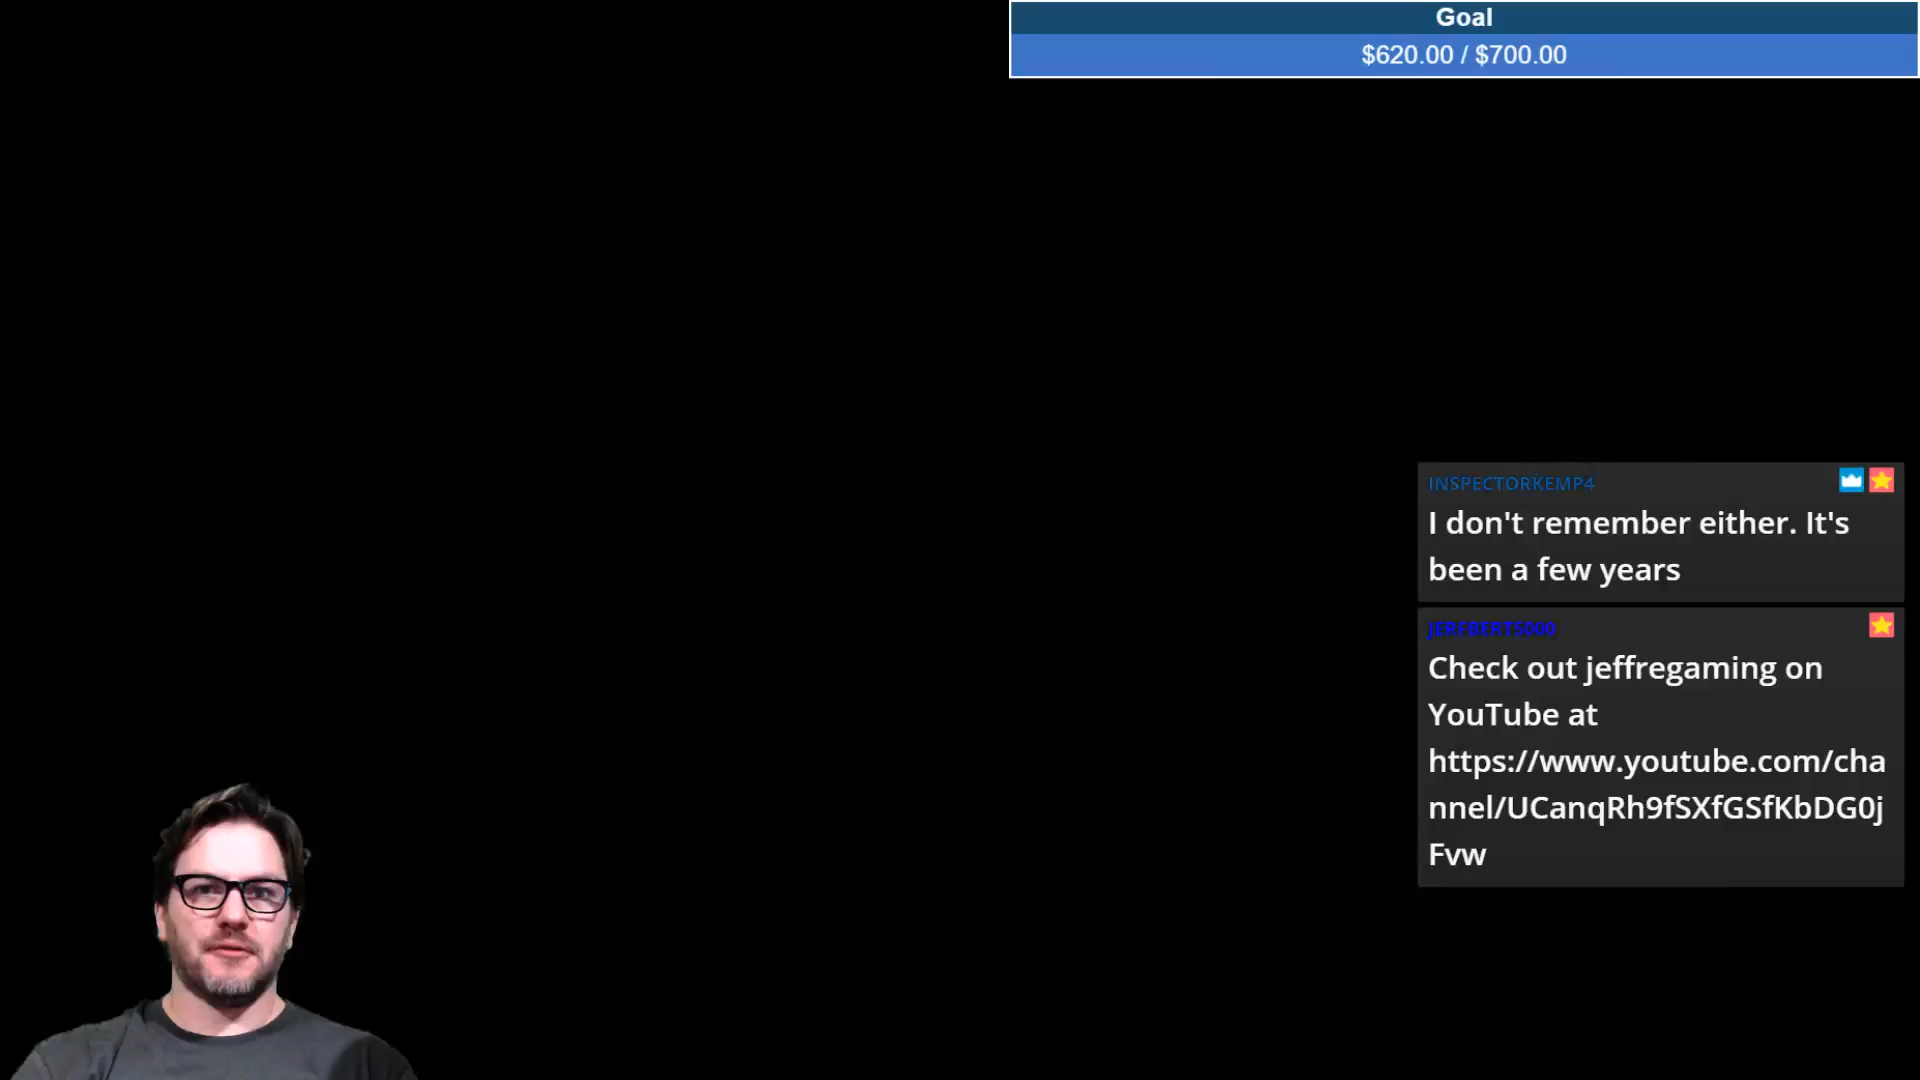 Goal
$620.00 / $700.00
INSPECTORKEMP4
I don't remember either. It's
been a few years
JERFBERT5000
Check out jeffregaming on
YouTube at
https://www.youtube.com/cha
nnel/UCanqRh9fSXfGSfKbDG0j
Fvw